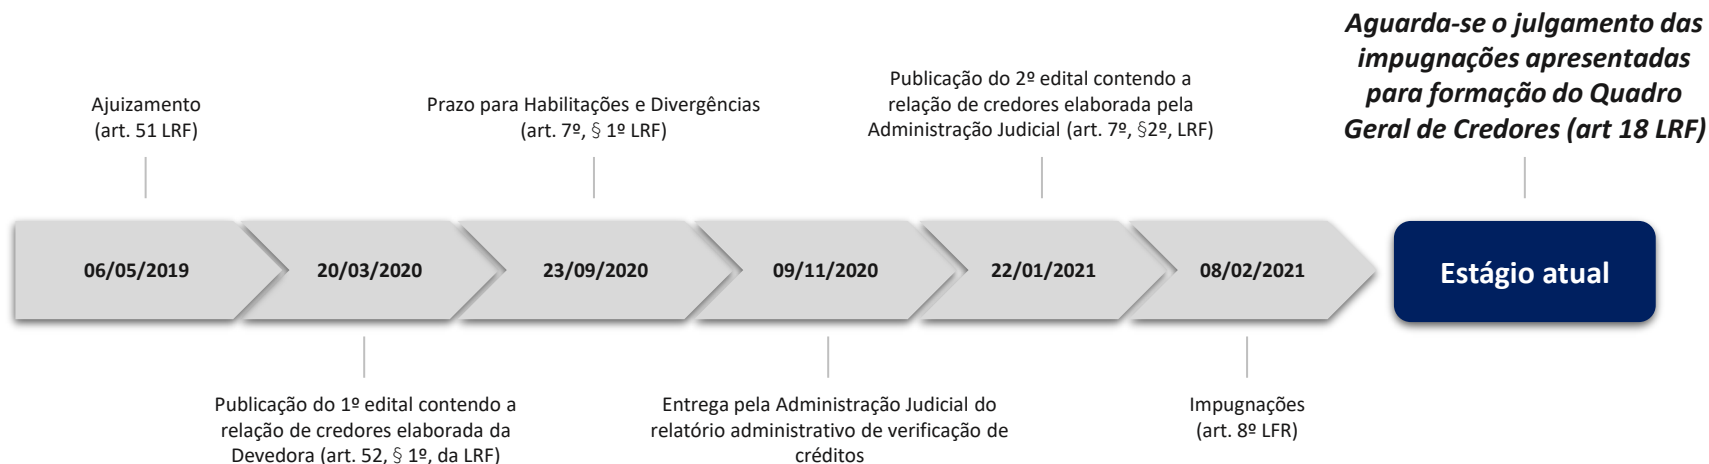 Aguarda-se o julgamento das
impugnações apresentadas
para formação do Quadro
Geral de Credores (art 18 LRF)
Ajuizamento
(art. 51 LRF)
Prazo para Habilitações e Divergências
(art. 7º, § 1º LRF)
Publicação do 2º edital contendo a
relação de credores elaborada pela
Administração Judicial (art. 7º, §2º, LRF)
06/05/2019
20/03/2020
23/09/2020
09/11/2020
22/01/2021
08/02/2021
Estágio atual
Publicação do 1º edital contendo a
relação de credores elaborada da
Devedora (art. 52, § 1º, da LRF)
Entrega pela Administração Judicial do
relatório administrativo de verificação de
créditos
Impugnações
(art. 8º LFR)